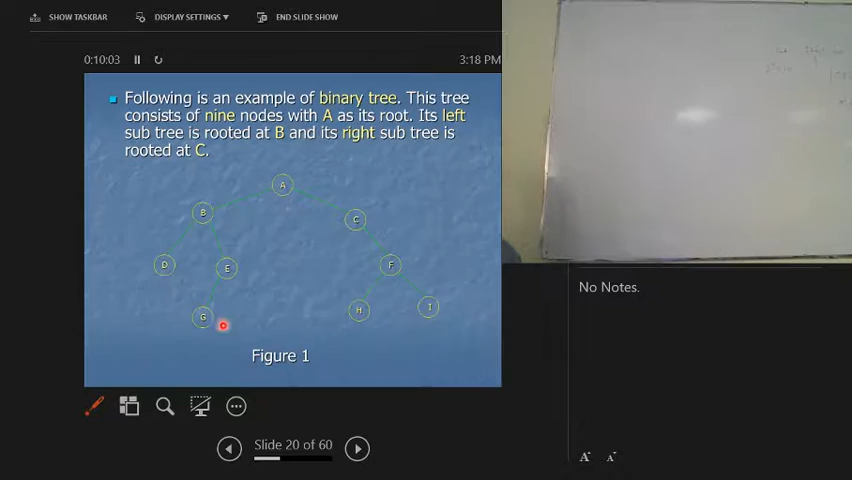 SHOW TASKBAR
DISPLAY SETTINGS ▼
END SLIDE SHOW
0:10:03
3:18 PM
Following is an example of binary tree. This tree
consists of nine nodes with A as its root. Its left
sub tree is rooted at B and its right sub tree is
rooted at C.
A
B
C
D
E
F
G
H
I
Figure 1
No Notes.
Slide 20 of 60
A A